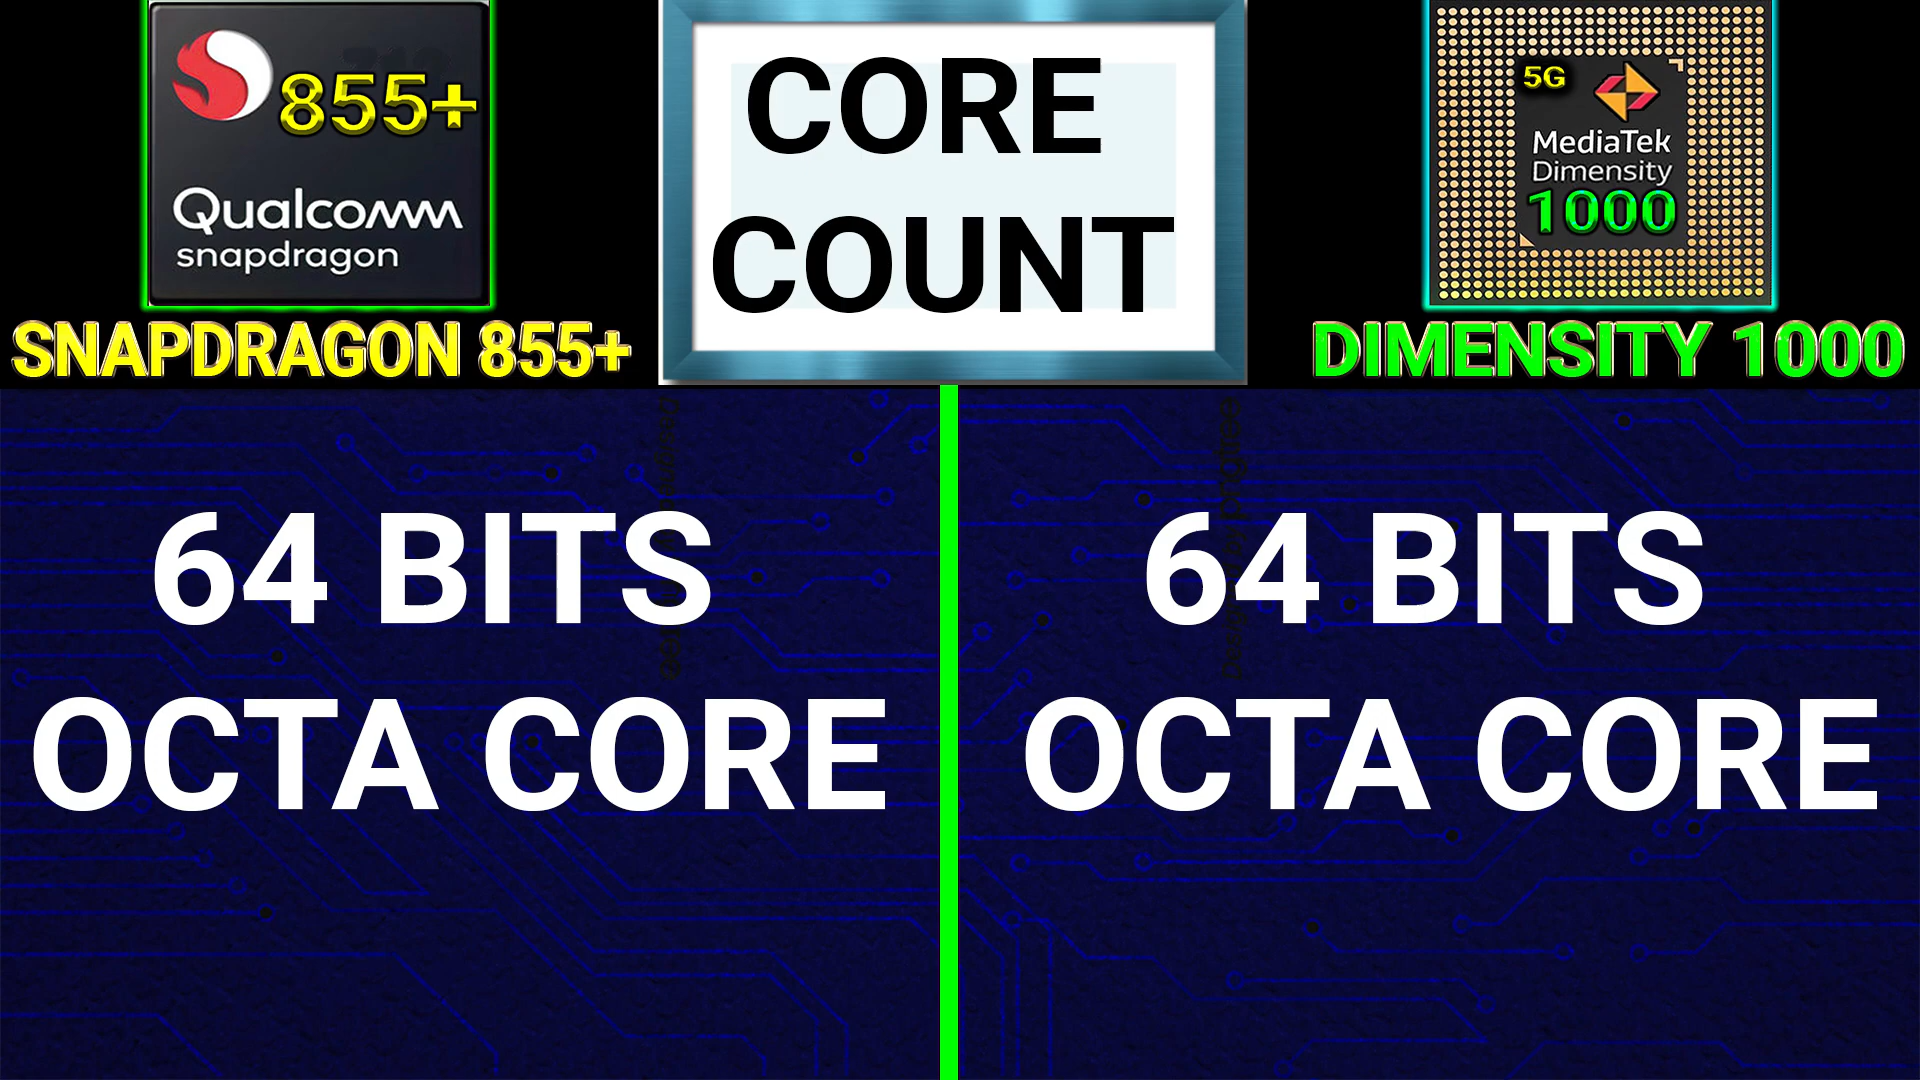 855+
Qualcomm
snapdragon
SNAPDRAGON 855+
CORE
COUNT
5G
MediaTek
Dimensity
1000
DIMENSITY 1000
64 BITS
OCTA CORE
64 BITS
OCTA CORE